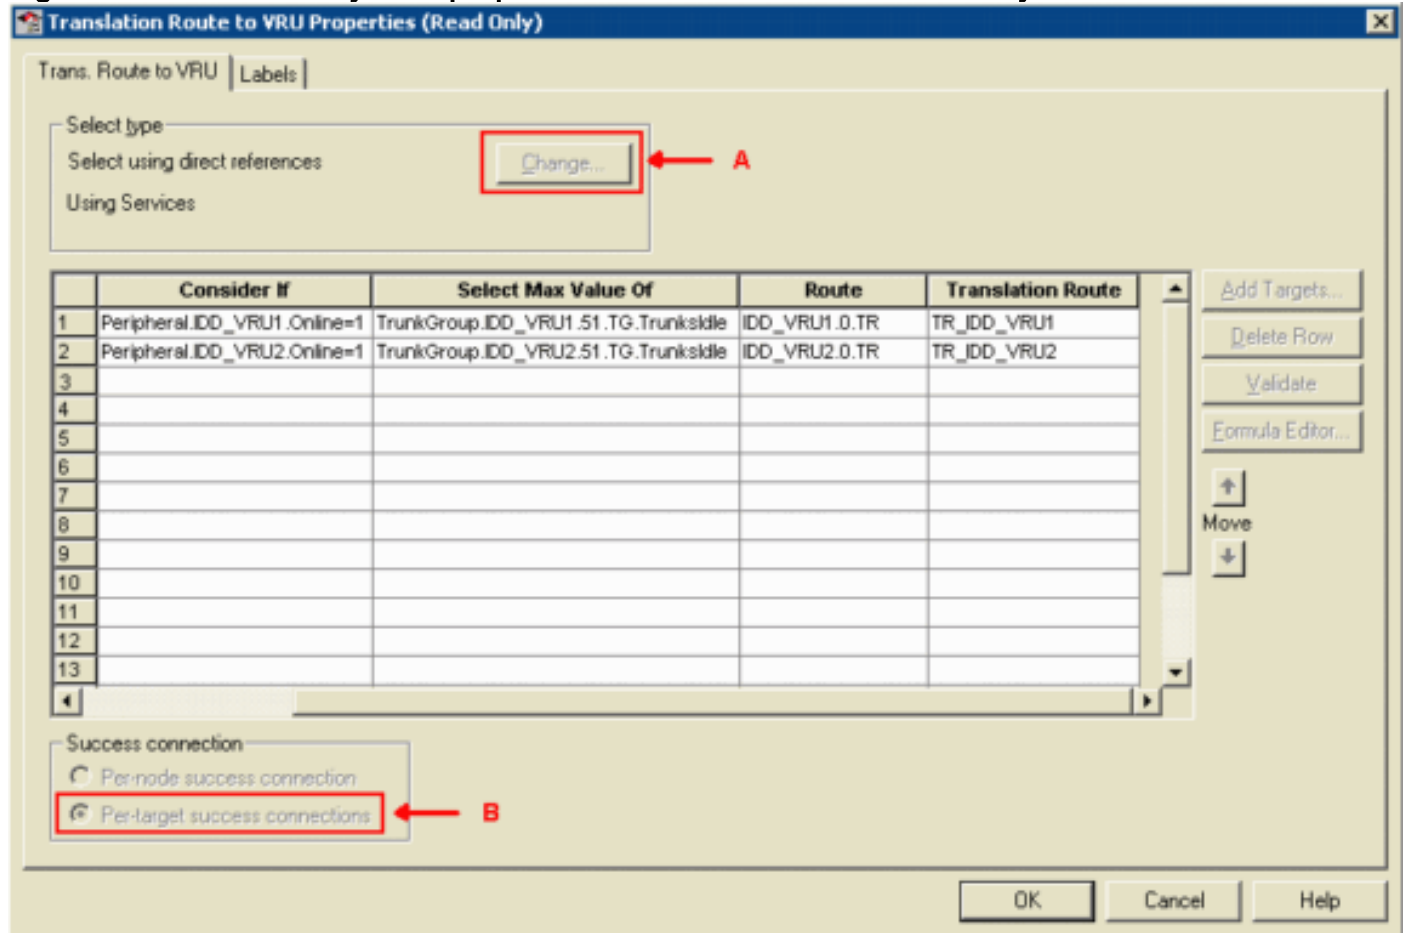 Translation Route to VRU Properties (Read Only)
Trans. Route to VRU
Labels
Select type
Select using direct references
Change...
A
Using Services
Consider If
Select Max Value Of
Route
Translation Route
1 Peripheral.IDD_VRU1.Online=1 TrunkGroup.IDD_VRU1.51.TG.TrunksIdle IDD_VRU1.0.TR TR_IDD_VRU1
2 Peripheral.IDD_VRU2.Online=1 TrunkGroup.IDD_VRU2.51.TG.TrunksIdle IDD_VRU2.0.TR TR_IDD_VRU2
3
4
5
6
7
8
9
10
11
12
13
Add Targets...
Delete Row
Validate
Formula Editor...
Move
Success connection
Per-node success connection
Per-target success connections
B
OK
Cancel
Help